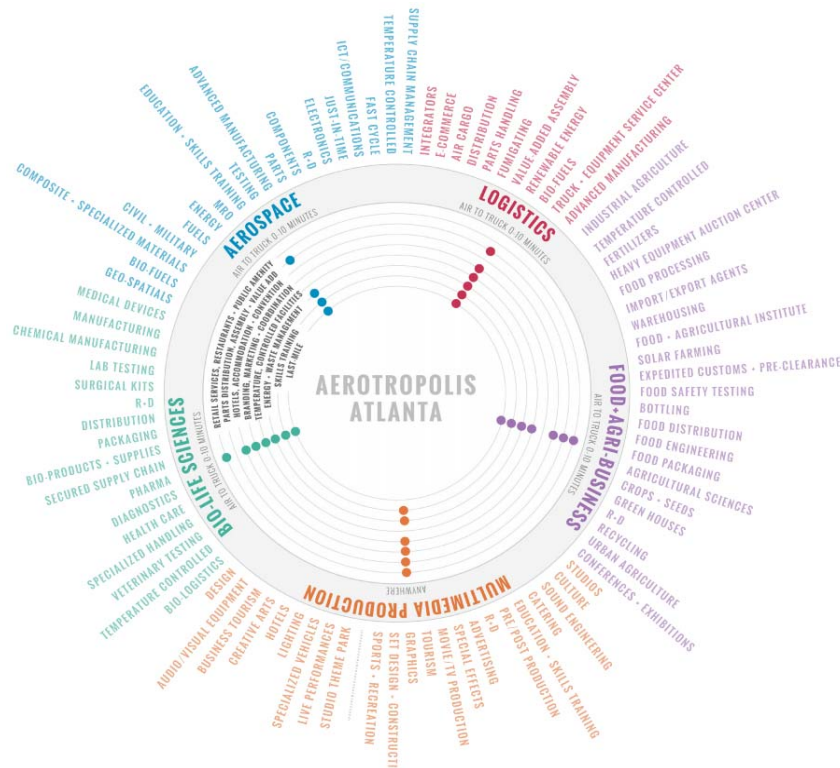 AEROTROPOLIS
ATLANTA
AEROSPACE
AIR TO TRUCK 0-10 MINUTES
GEO-SPATIALS
BIO-FUELS
COMPOSITE • SPECIALIZED MATERIALS
CIVIL • MILITARY
FUELS
ENERGY
MRO
EDUCATION • SKILLS TRAINING
TESTING
ADVANCED MANUFACTURING
PARTS
COMPONENTS
R•D
ELECTRONICS
JUST-IN-TIME
ICT/COMMUNICATIONS
FAST CYCLE
TEMPERATURE CONTROLLED
SUPPLY CHAIN MANAGEMENT
LOGISTICS
AIR TO TRUCK 0-10 MINUTES
INTEGRATORS
E-COMMERCE
AIR CARGO
DISTRIBUTION
PARTS HANDLING
FUMIGATING
VALUE-ADDED ASSEMBLY
RENEWABLE ENERGY
BIO-FUELS
TRUCK • EQUIPMENT SERVICE CENTER
ADVANCED MANUFACTURING
FOOD+AGRI-BUSINESS
AIR TO TRUCK 0-10 MINUTES
INDUSTRIAL AGRICULTURE
TEMPERATURE CONTROLLED
FERTILIZERS
HEAVY EQUIPMENT AUCTION CENTER
FOOD PROCESSING
IMPORT/EXPORT AGENTS
WAREHOUSING
FOOD • AGRICULTURAL INSTITUTE
SOLAR FARMING
EXPEDITED CUSTOMS • PRE-CLEARANCE
FOOD SAFETY TESTING
BOTTLING
FOOD DISTRIBUTION
FOOD ENGINEERING
FOOD PACKAGING
AGRICULTURAL SCIENCES
CROPS • SEEDS
GREEN HOUSES
R•D
RECYCLING
URBAN AGRICULTURE
CONFERENCES • EXHIBITIONS
MULTIMEDIA PRODUCTION
ANYWHERE
STUDIOS
CULTURE
SOUND ENGINEERING
CATERNG
EDUCATION • SKILLS TRAINING
PRE/POST PRODUCTION
R•D
ADVERTISING
SPECIAL EFFECTS
MOVIE/TV PRODUCTION
TOURISM
GRAPHICS
SET DESIGN • CONSTRUCTI
SPORTS • RECREATION
STUDIO THEME PARK
LIVE PERFORMANCES
SPECIALIZED VEHICLES
LIGHTING
HOTELS
CREATIVE ARTS
BUSINESS TOURISM
AUDIO/VISUAL EQUIPMENT
DESIGN
BIO-LIFE SCIENCES
AIR TO TRUCK 0-10 MINUTES
MEDICAL DEVICES
MANUFACTURING
CHEMICAL MANUFACTURING
LAB TESTING
SURGICAL KITS
R•D
DISTRIBUTION
PACKAGING
BIO-PRODUCTS • SUPPLIES
SECURED SUPPLY CHAIN
PHARMA
DIAGNOSTICS
HEALTH CARE
SPECIALIZED HANDLING
VETERINARY TESTING
TEMPERATURE CONTROLLED
BIO-LOGISTICS
RETAIL SERVICES, RESTAURANTS • PUBLIC AMENITY
PARTS DISTRIBUTION, ASSEMBLY • VALUE ADD
HOTELS, ACCOMMODATION • CONVENTION
BRANDING, MARKETING • COORDINATION
TEMPERATURE, CONTROLLED FACILITIES
ENERGY • WASTE MANAGEMENT
SKILLS TRAINING
LAST-MILE